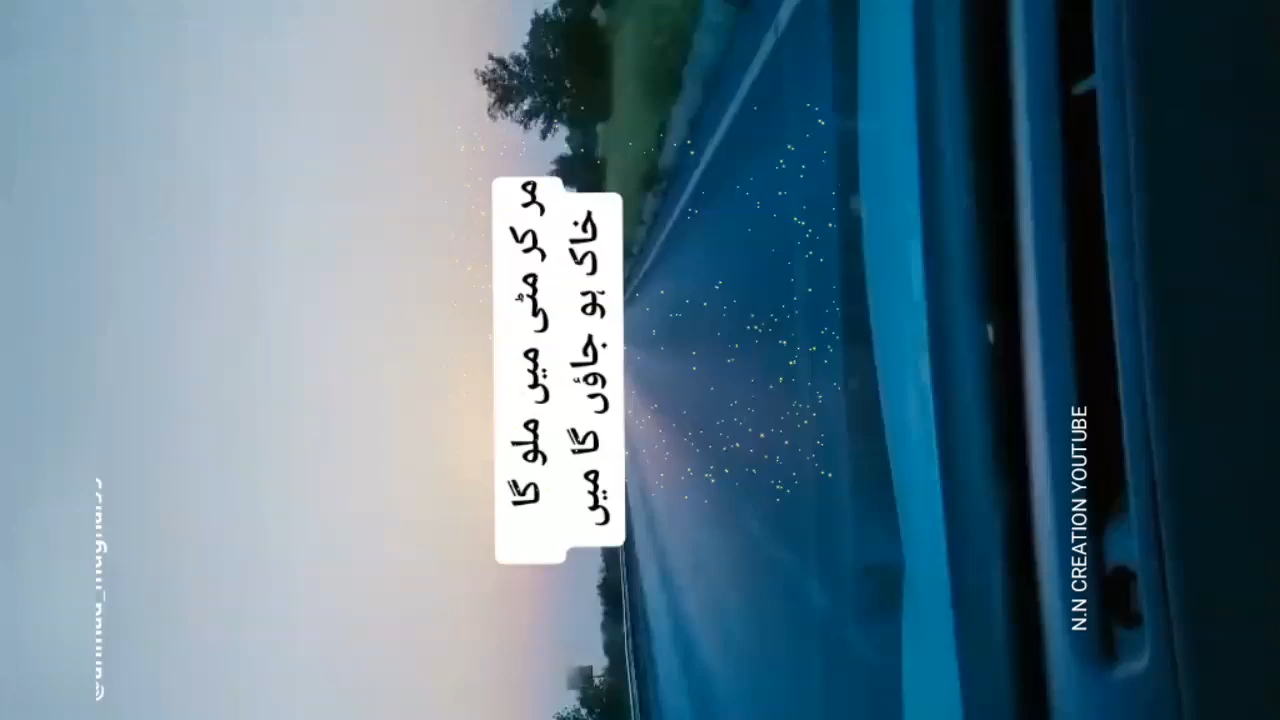 مر کر مٹی میں ملو گا
خاک ہو جاؤں گا میں
N.N CREATION YOUTUBE